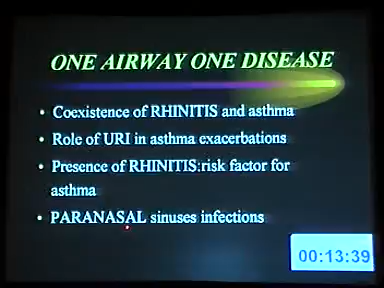 ONE AIRWAY ONE DISEASE
• Coexistence of RHINITIS and asthma
• Role of URI in asthma exacerbations
• Presence of RHINITIS:risk factor for
asthma
• PARANASAL sinuses infections
00:13:39